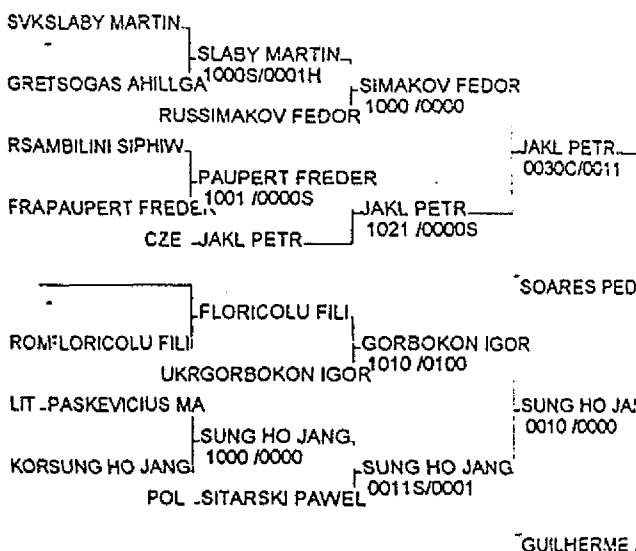 SVKSLABY MARTIN
SLABY MARTIN
1000S/0001H
GRETSOGAS AHILLGA
SIMAKOV FEDOR
1000 /0000
RUSSIMAKOV FEDOR
RSAMBILINI SIPHIW
JAKL PETR
0030C/0011
PAUPERT FREDER
1001 /0000S
FRAPAUPERT FREDER
JAKL PETR
1021 /0000S
CZE JAKL PETR
SOARES PED
FLORICOLU FILI
ROMFLORICOLU FILI
GORBOKON IGOR
1010 /0100
UKRGORBOKON IGOR
LIT PASKEVICIUS MA
SUNG HO JAN
0010 /0000
SUNG HO JANG
1000 /0000
KORSUNG HO JANG
SUNG HO JANG
0011S/0001
POL SITARSKI PAWEL
GUILHERME